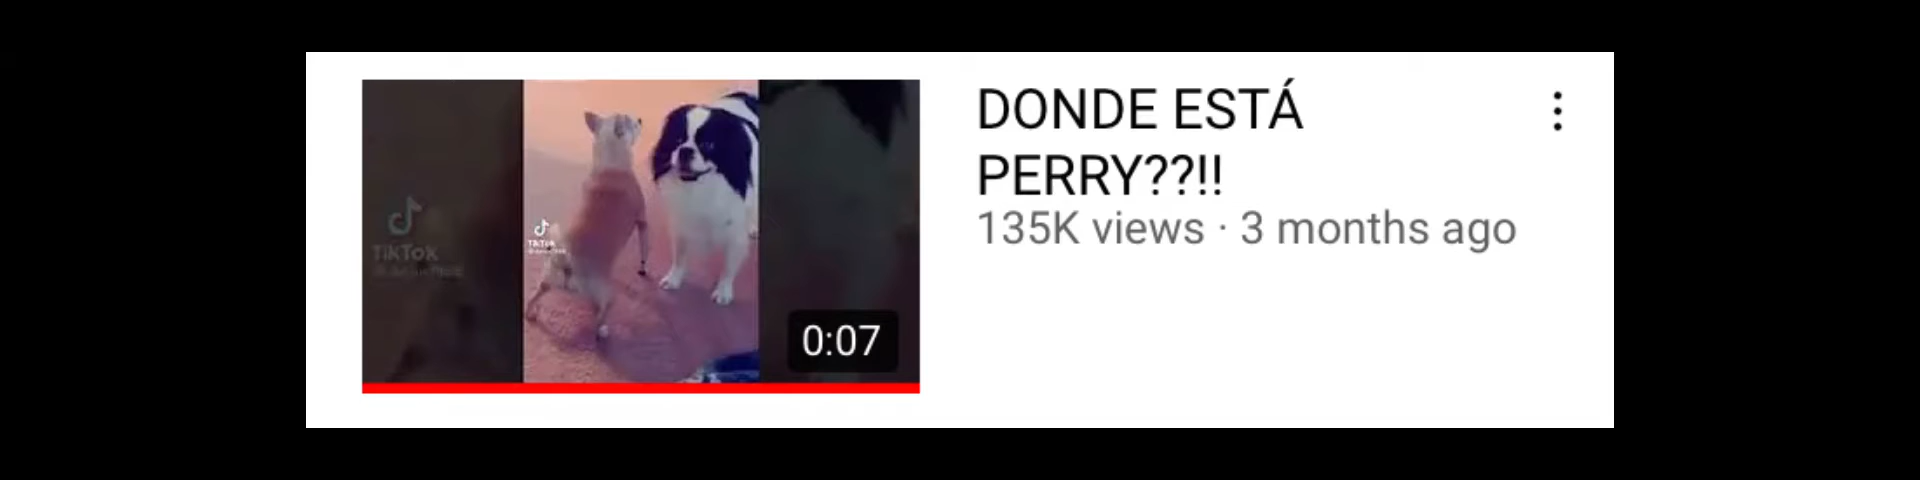 DONDE ESTÁ
PERRY??!!
135K views · 3 months ago
TikTok
TikTok
0:07